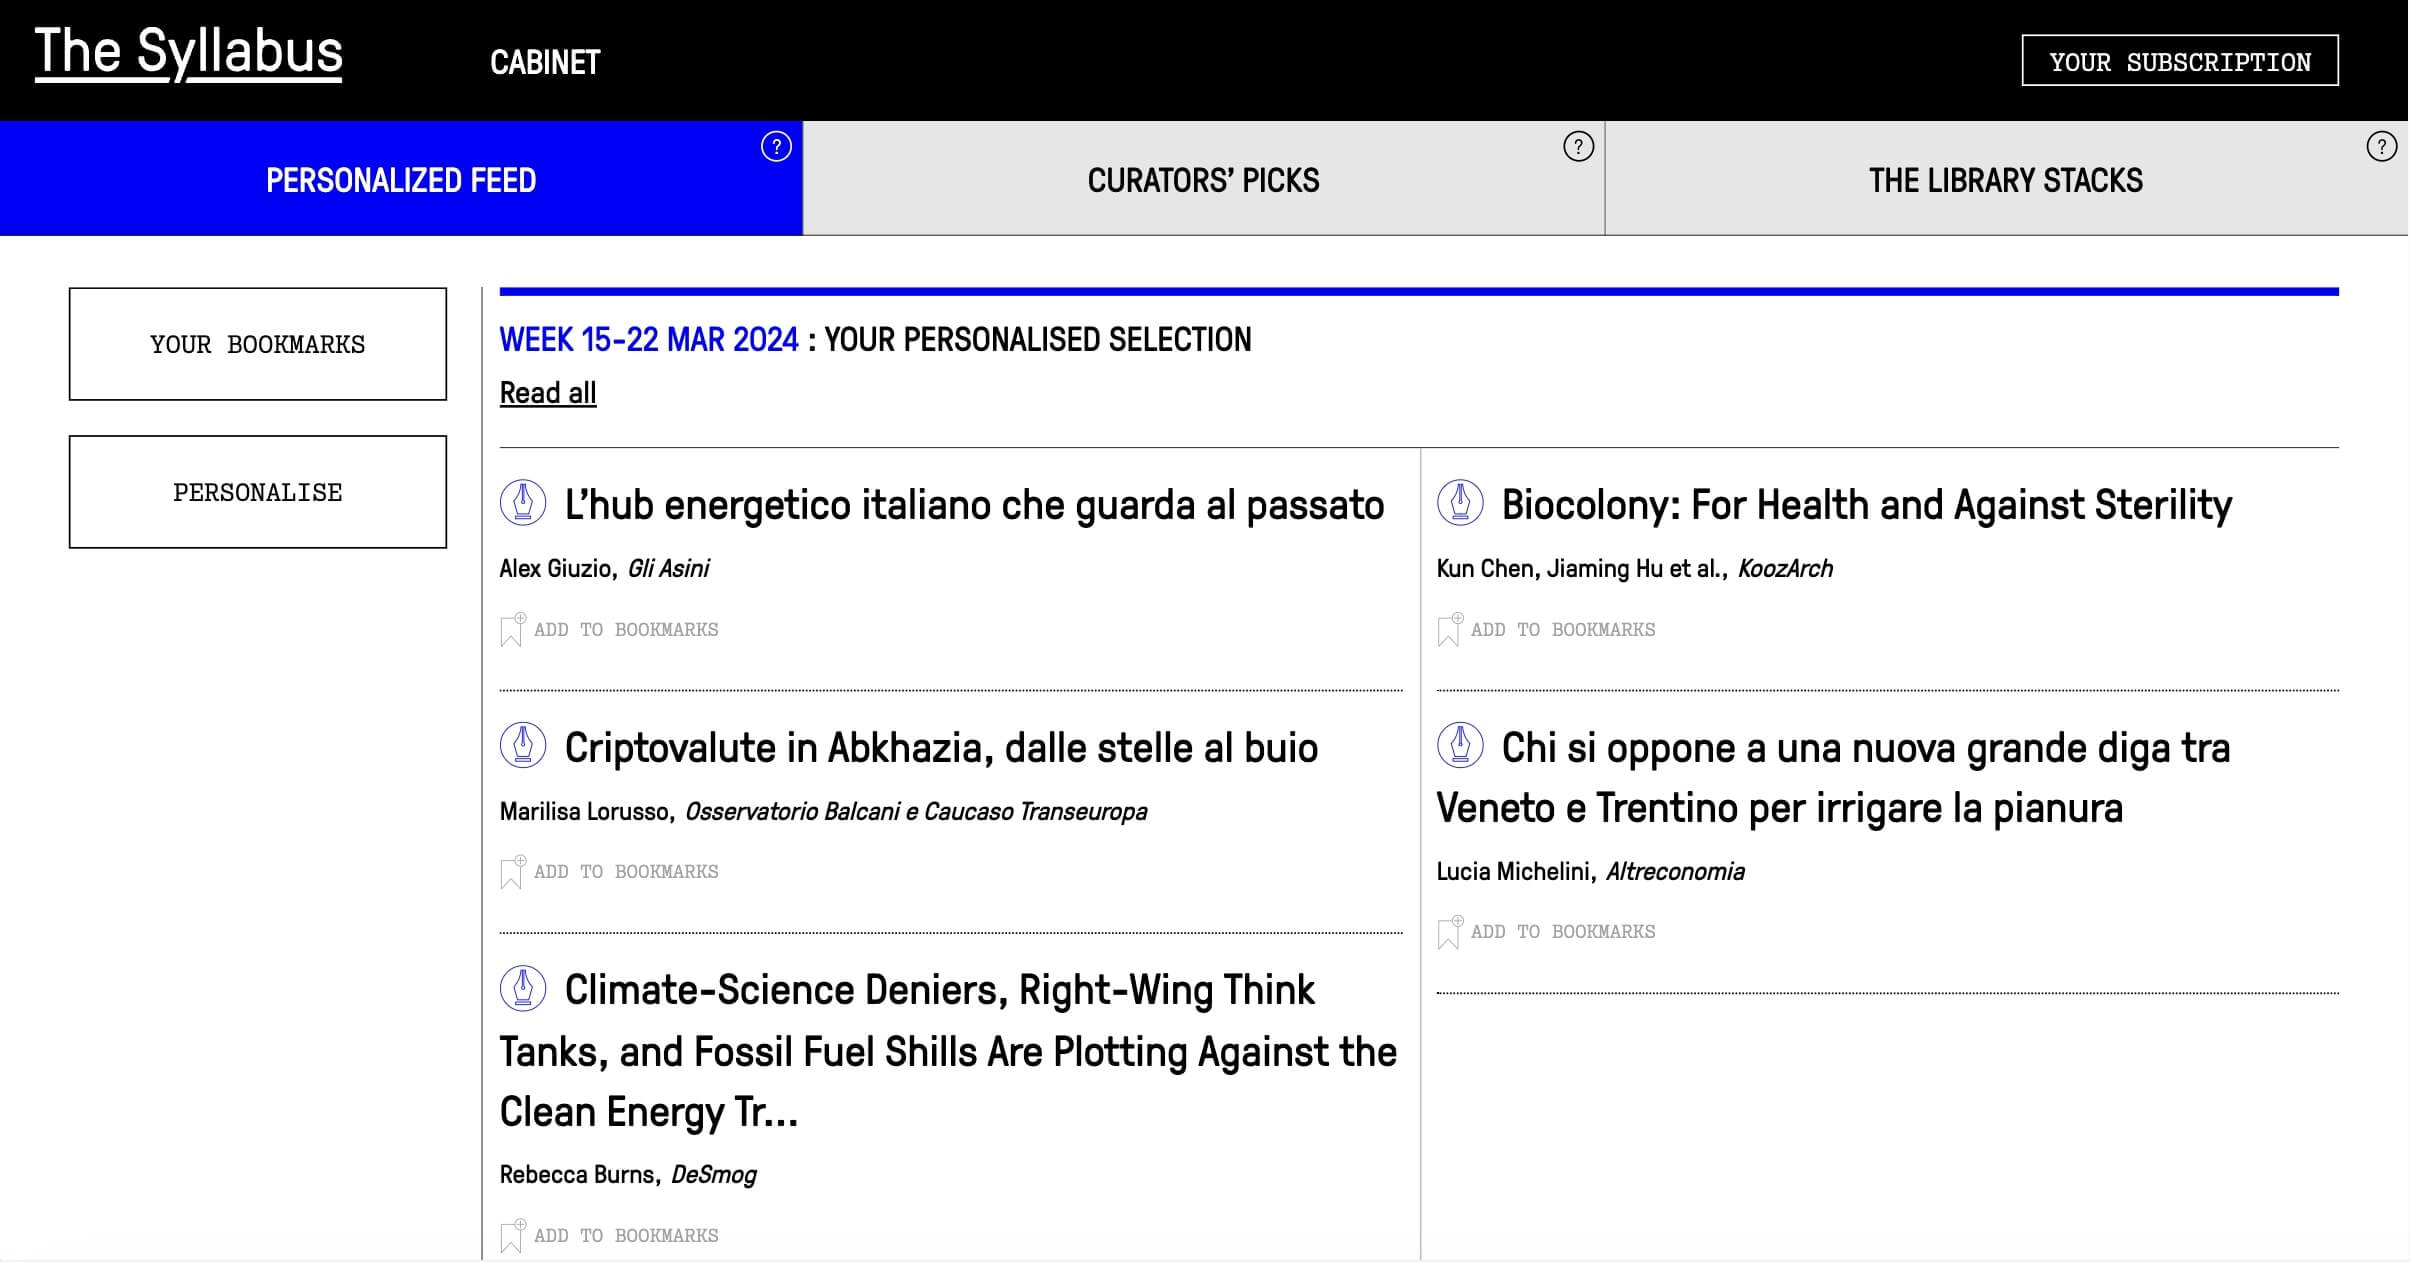 The Syllabus
CABINET
YOUR SUBSCRIPTION
PERSONALIZED FEED
?
CURATORS’ PICKS
?
THE LIBRARY STACKS
?
YOUR BOOKMARKS
PERSONALISE
WEEK 15-22 MAR 2024 : YOUR PERSONALISED SELECTION
Read all
L’hub energetico italiano che guarda al passato
Alex Giuzio, Gli Asini
ADD TO BOOKMARKS
Criptovalute in Abkhazia, dalle stelle al buio
Marilisa Lorusso, Osservatorio Balcani e Caucaso Transeuropa
ADD TO BOOKMARKS
Climate-Science Deniers, Right-Wing Think
Tanks, and Fossil Fuel Shills Are Plotting Against the
Clean Energy Tr...
Rebecca Burns, DeSmog
ADD TO BOOKMARKS
Biocolony: For Health and Against Sterility
Kun Chen, Jiaming Hu et al., KoozArch
ADD TO BOOKMARKS
Chi si oppone a una nuova grande diga tra
Veneto e Trentino per irrigare la pianura
Lucia Michelini, Altreconomia
ADD TO BOOKMARKS